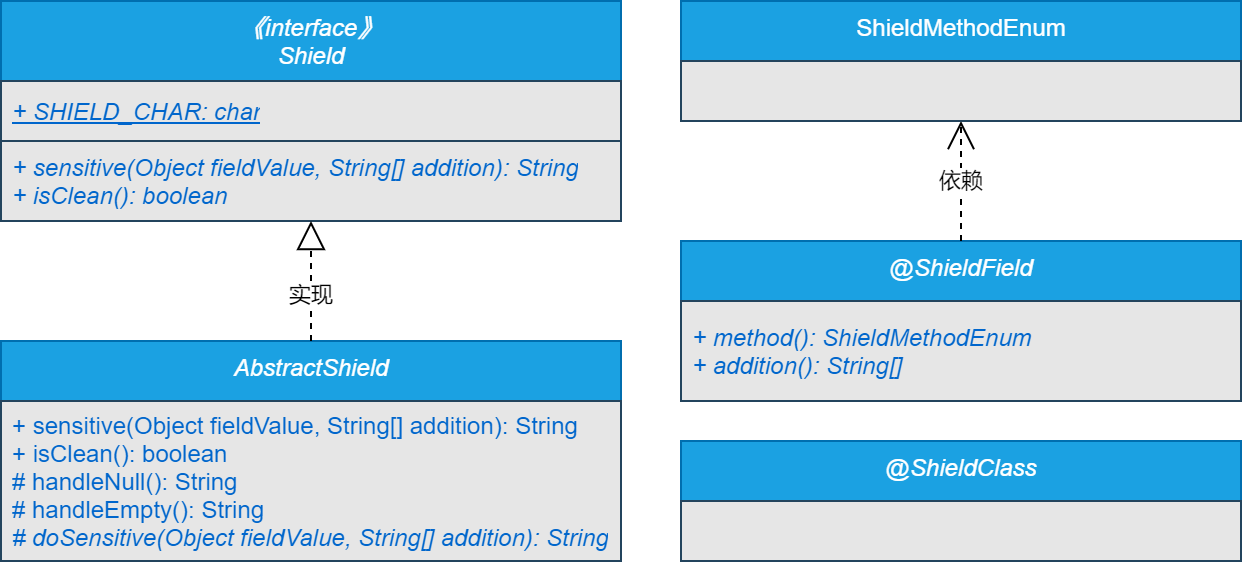 《interface》
Shield
+ SHIELD_CHAR: char
+ sensitive(Object fieldValue, String[] addition): String
+ isClean(): boolean
实现
AbstractShield
+ sensitive(Object fieldValue, String[] addition): String
+ isClean(): boolean
# handleNull(): String
# handleEmpty(): String
# doSensitive(Object fieldValue, String[] addition): String
ShieldMethodEnum
依赖
@ShieldField
+ method(): ShieldMethodEnum
+ addition(): String[]
@ShieldClass